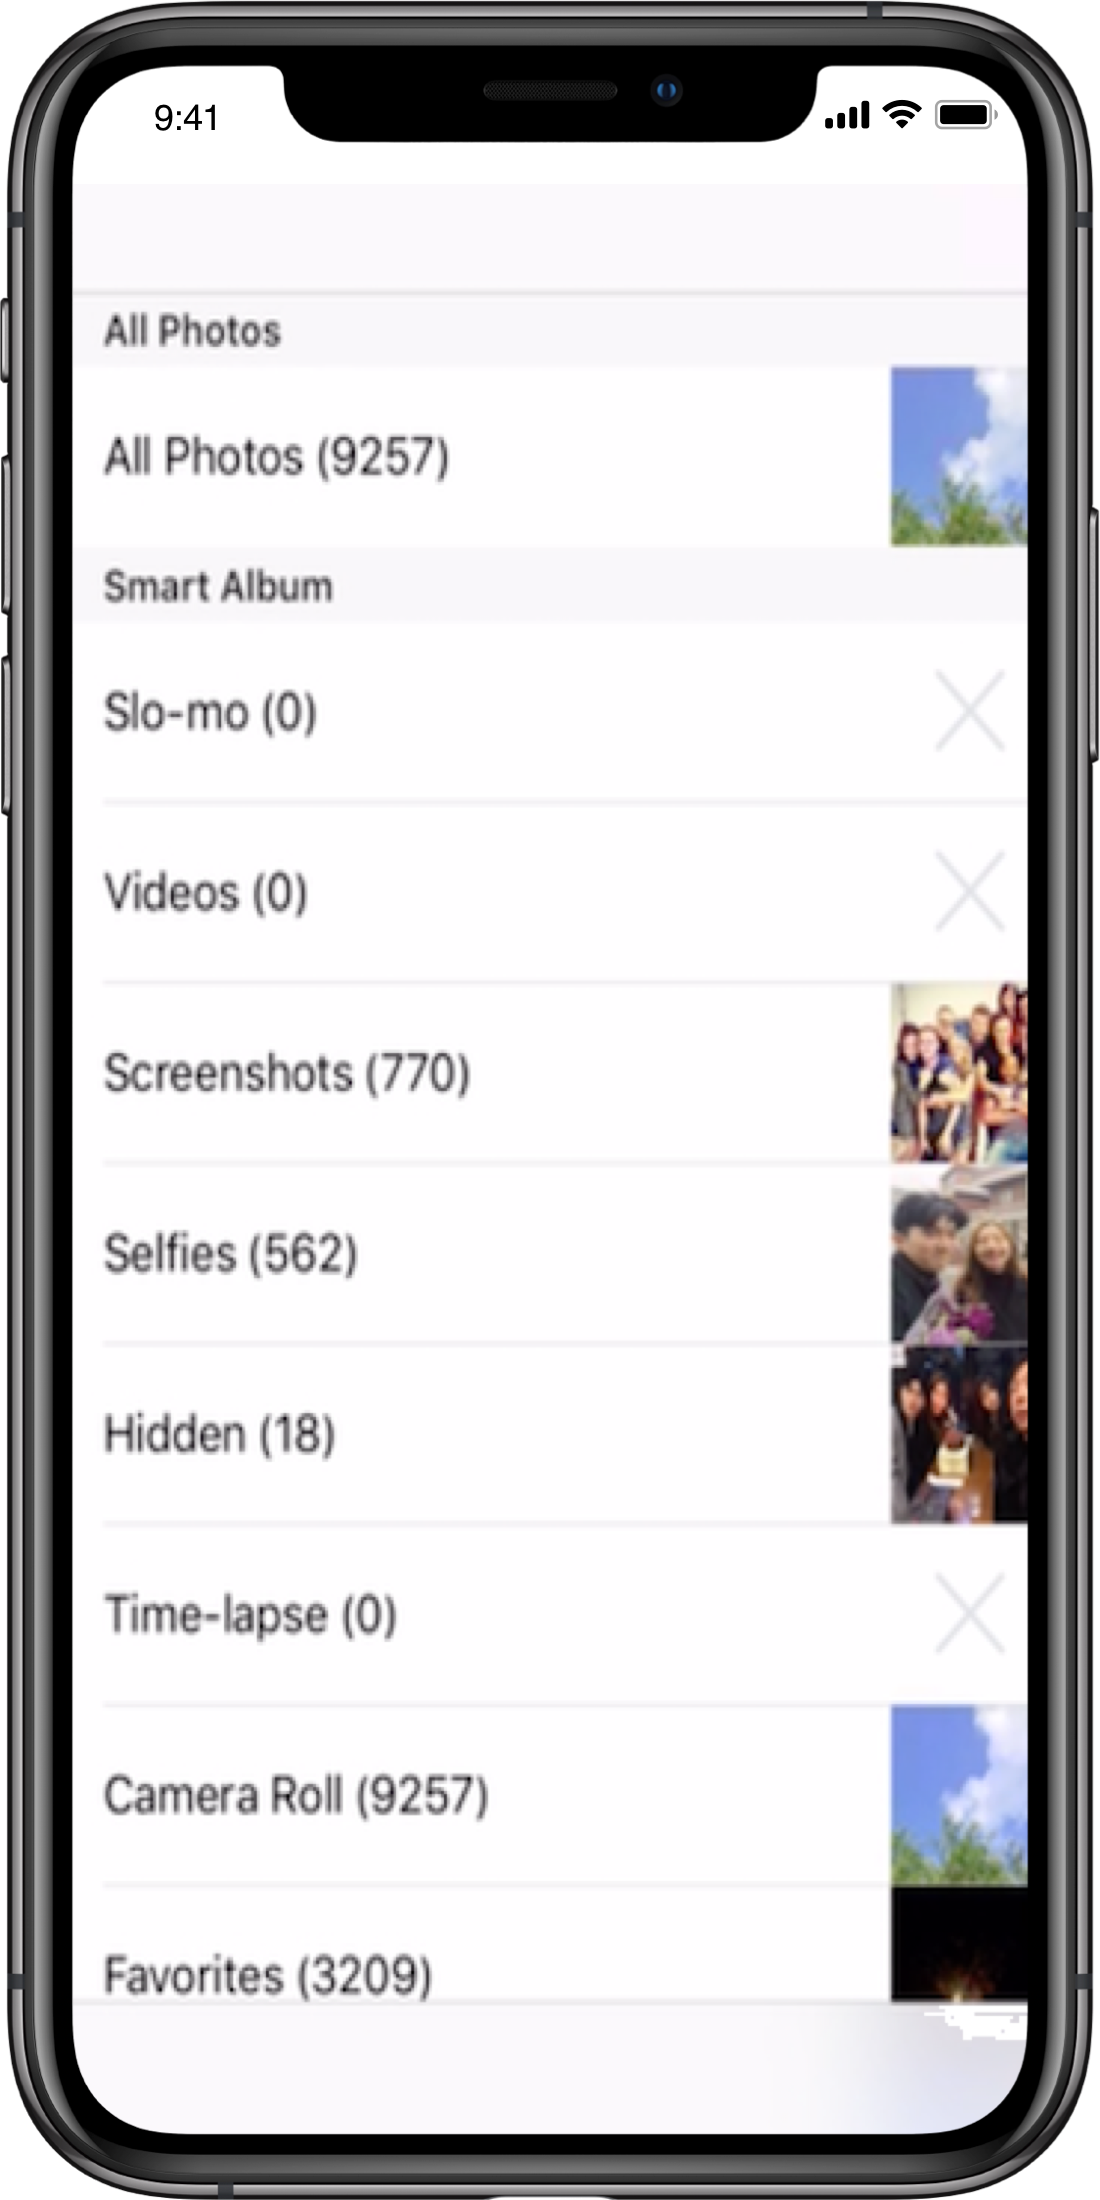 9:41
All Photos
All Photos (9257)
Smart Album
Slo-mo (0)
Videos (0)
Screenshots (770)
Selfies (562)
Hidden (18)
Time-lapse (0)
Camera Roll (9257)
Favorites (3209)